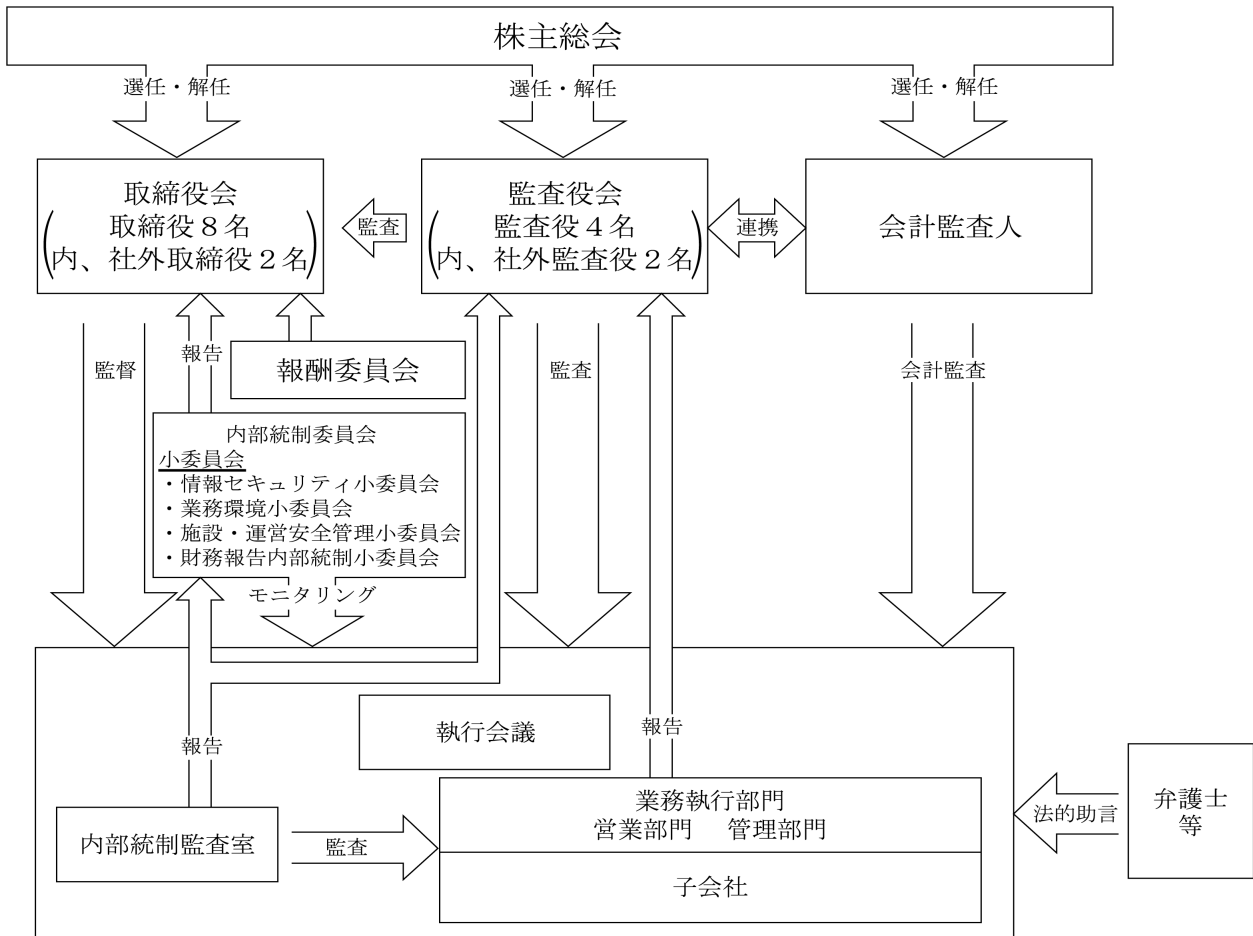 株主総会
選任・解任
選任・解任
選任・解任
取締役会
取締役８名
内、社外取締役２名
監査
監査役会
監査役４名
内、社外監査役２名
連携
会計監査人
監督
報告
報酬委員会
監査
会計監査
内部統制委員会
小委員会
・情報セキュリティ小委員会
・業務環境小委員会
・施設・運営安全管理小委員会
・財務報告内部統制小委員会
モニタリング
執行会議
報告
報告
業務執行部門
営業部門　管理部門
子会社
内部統制監査室
監査
法的助言
弁護士
等